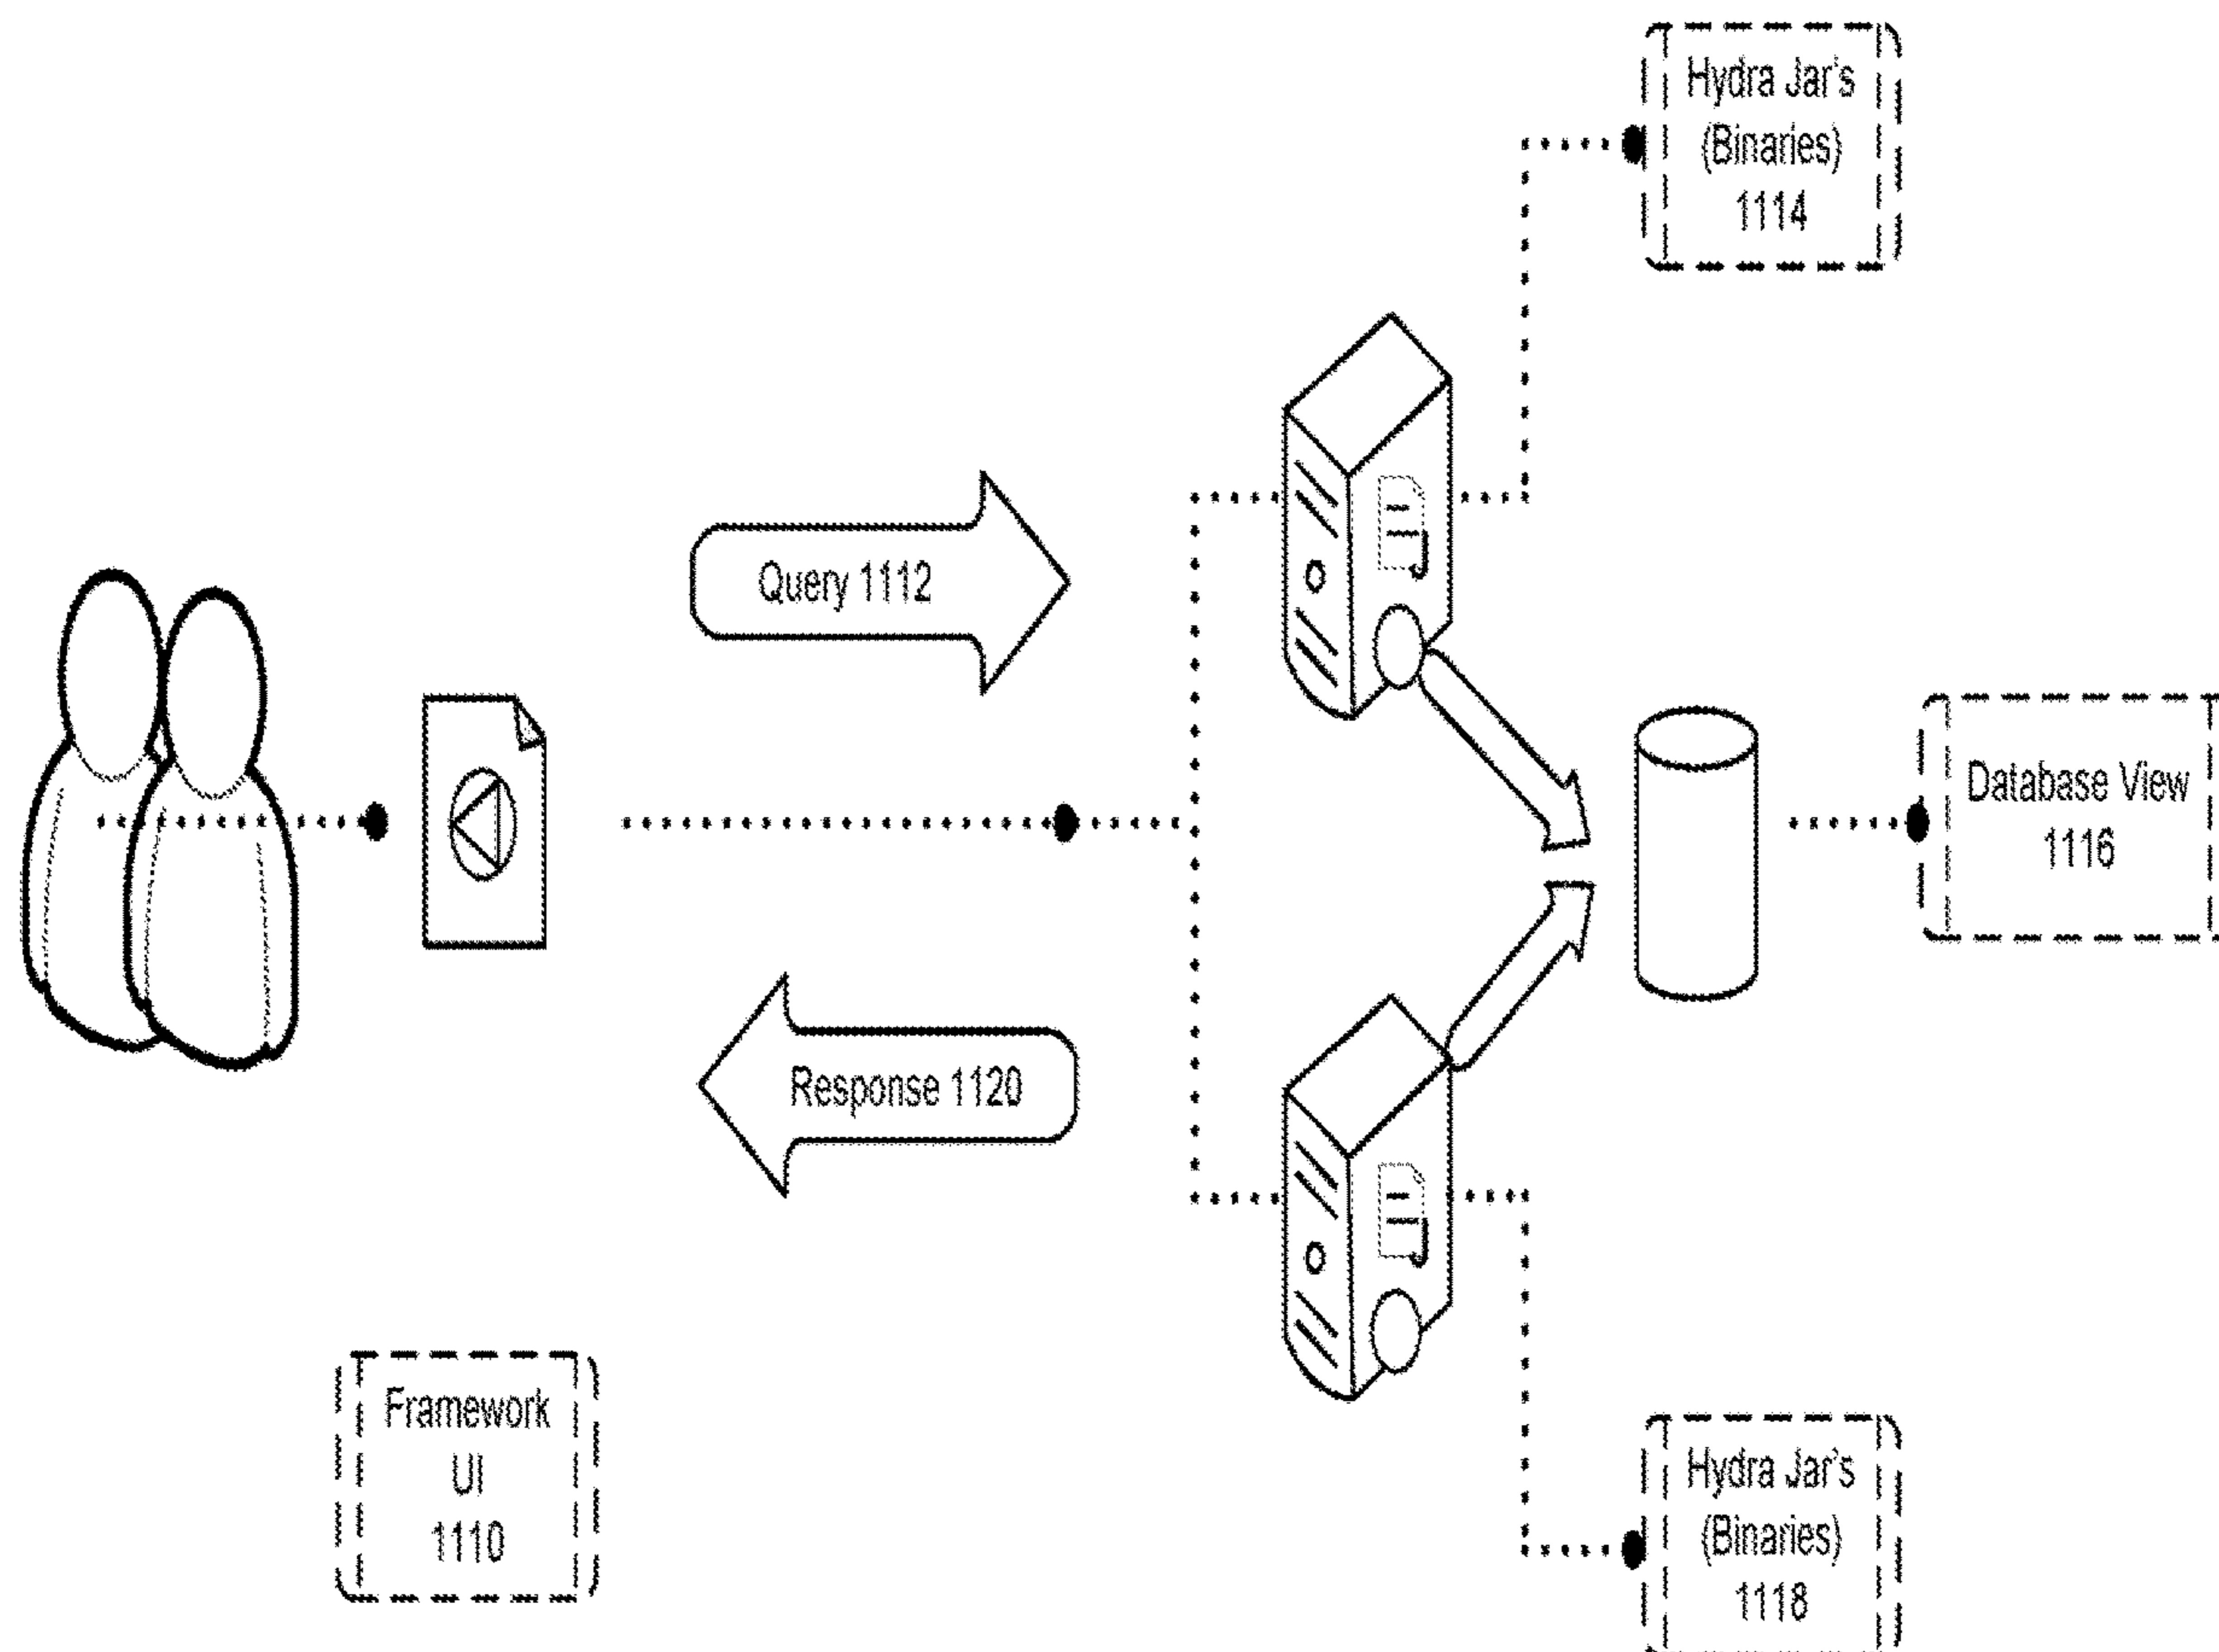 Hydra Jar's
(Binaries)
1114
Query 1112
Database View
1116
Response 1120
Framework
UI
1110
Hydra Jar's
(Binaries)
1118